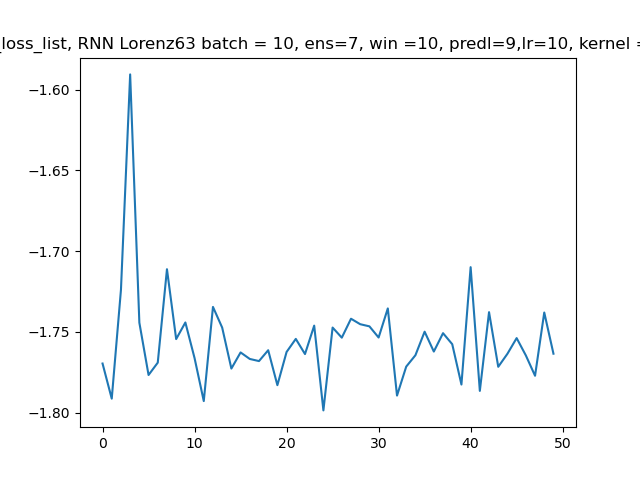 _loss_list, RNN Lorenz63 batch = 10, ens=7, win =10, predl=9,lr=10, kernel =
−1.60
−1.65
−1.70
−1.75
−1.80
0 10 20 30 40 50